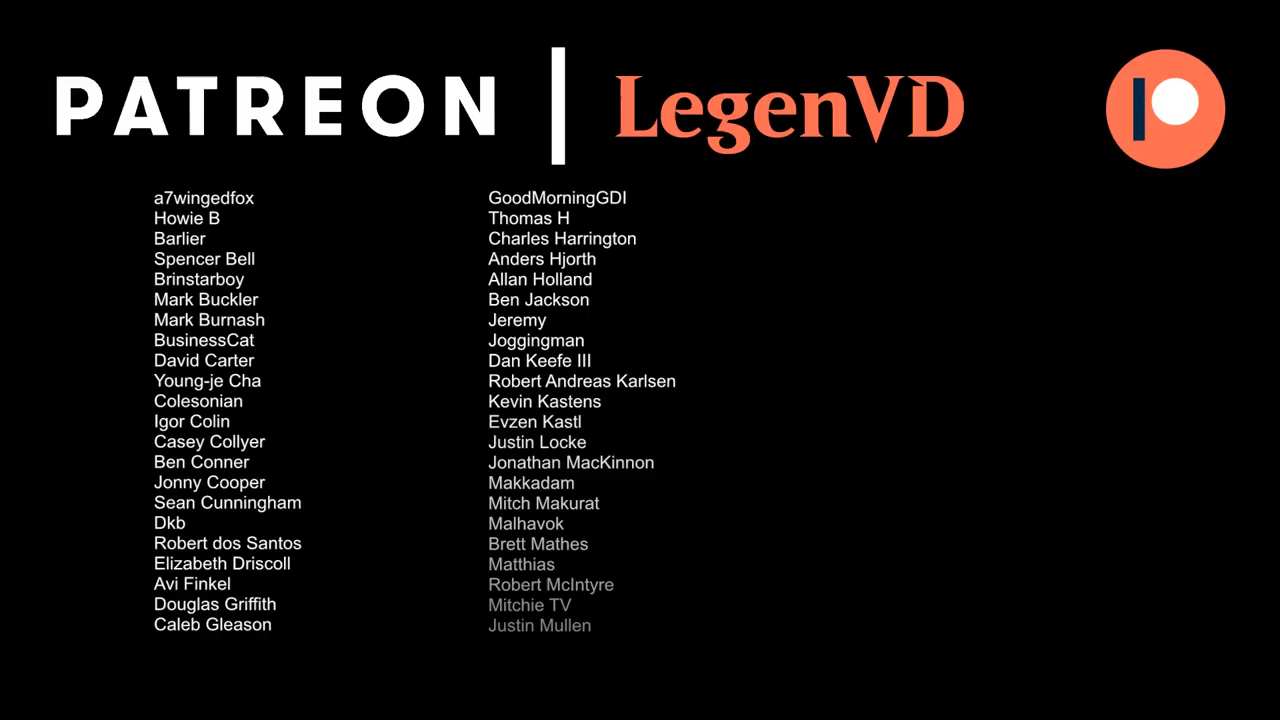 PATREON | LegenVD
a7wingedfox
Howie B
Barlier
Spencer Bell
Brinstarboy
Mark Buckler
Mark Burnash
BusinessCat
David Carter
Young-je Cha
Colesonian
Igor Colin
Casey Collyer
Ben Conner
Jonny Cooper
Sean Cunningham
Dkb
Robert dos Santos
Elizabeth Driscoll
Avi Finkel
Douglas Griffith
Caleb Gleason
GoodMorningGDI
Thomas H
Charles Harrington
Anders Hjorth
Allan Holland
Ben Jackson
Jeremy
Joggingman
Dan Keefe III
Robert Andreas Karlsen
Kevin Kastens
Evzen Kastl
Justin Locke
Jonathan MacKinnon
Makkadam
Mitch Makurat
Malhavok
Brett Mathes
Matthias
Robert McIntyre
Mitchie TV
Justin Mullen